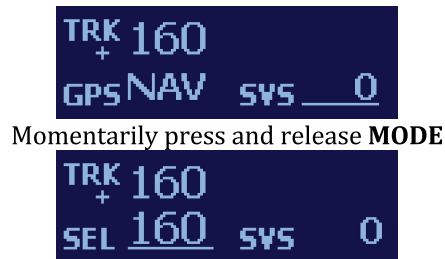 TRK + 160
GPS NAV SVS 0
Momentarily press and release MODE
TRK + 160
SEL 160 SVS 0